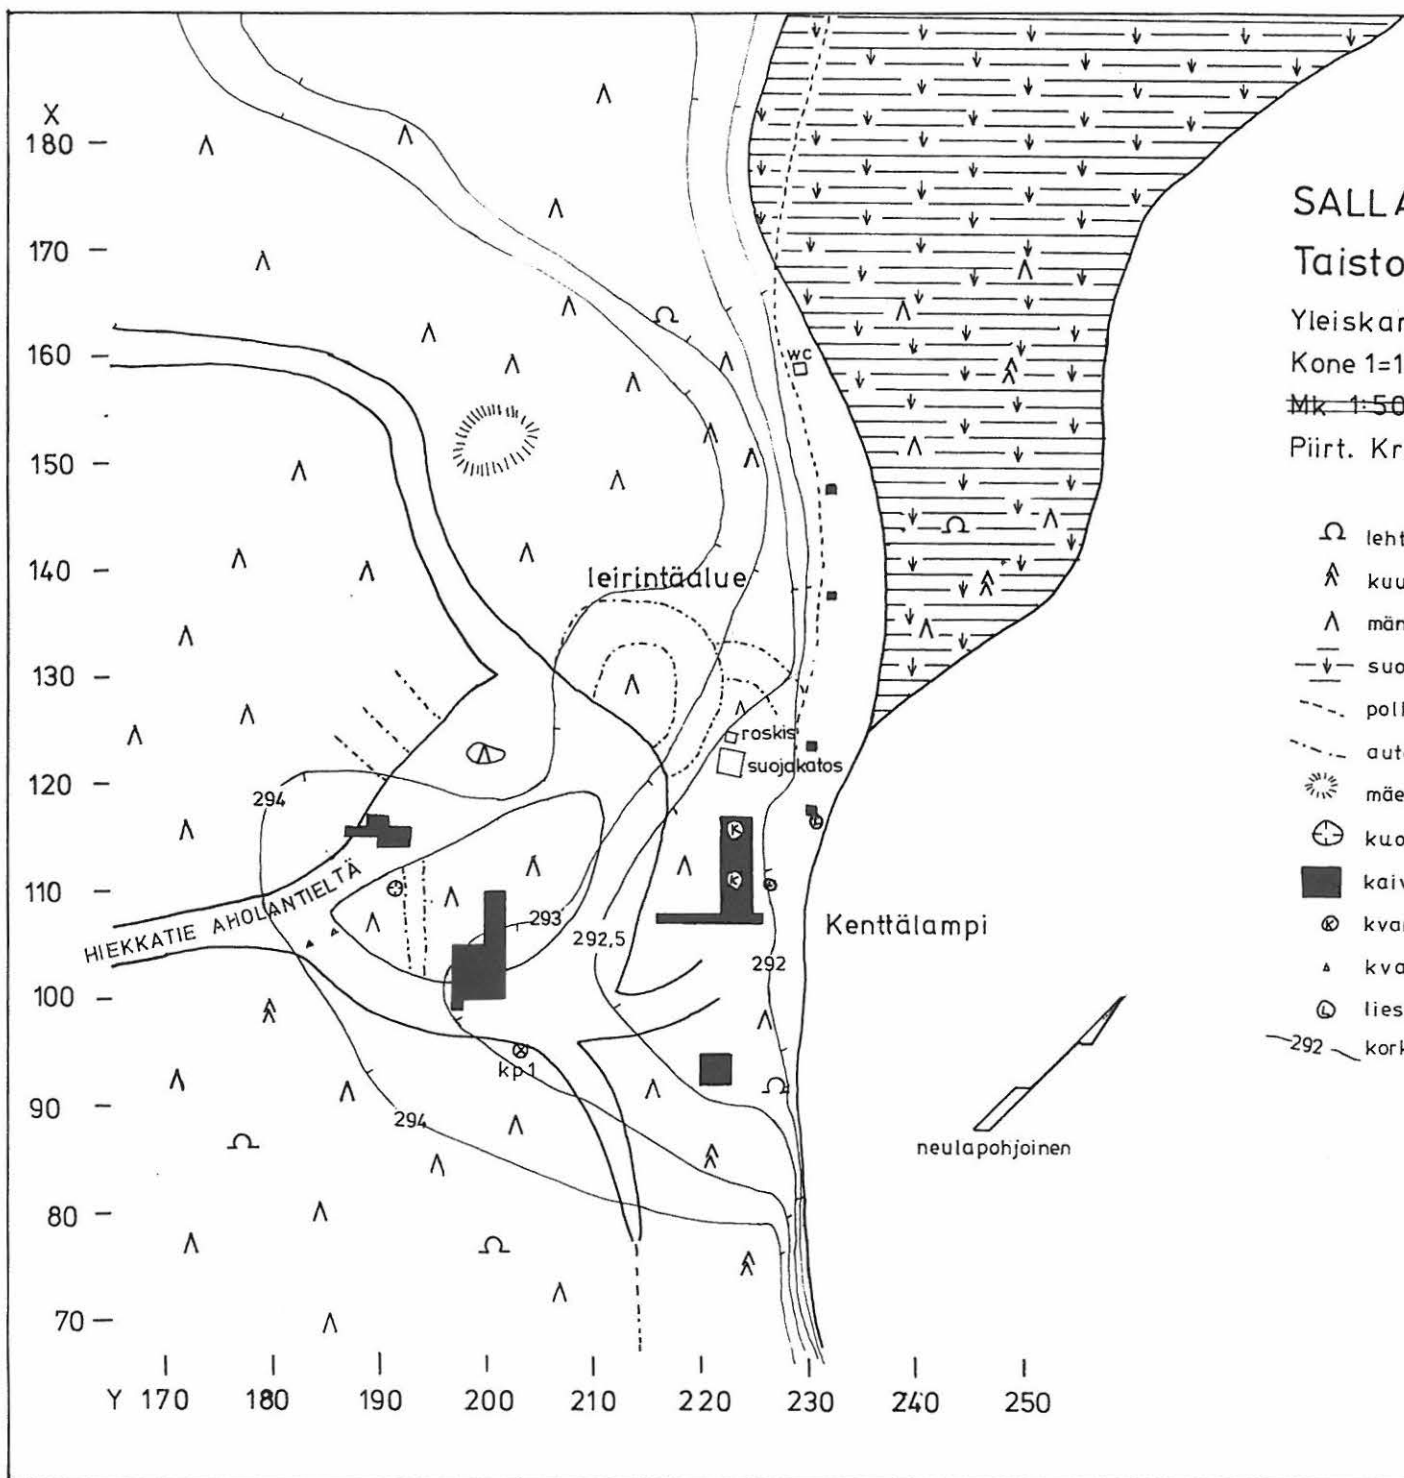 X
180
170
160
150
140
130
120
110
100
90
80
70
Y 170 180 190 200 210 220 230 240 250
WC
leirintäalue
roskis
suojakatos
294
HIEKKATIE AHOLANTIELTÄ
293
292,5
292
kp1
294
K
K
L
Kenttälampi
neulapohjoinen
SALLA
Taisto
Yleiskar
Kone 1=1
Mk 1:50
Piirt. Kr
leht
kuu
män
suo
pol
auto
mäe
kuo
kaiv
K kvar
kva
L lies
292 kork